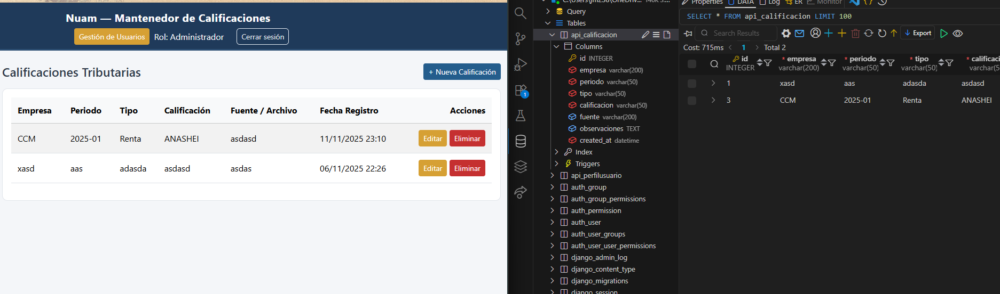 Nuam — Mantenedor de Calificaciones
Gestión de Usuarios Rol: Administrador Cerrar sesión
Calificaciones Tributarias
+ Nueva Calificación
Empresa Periodo Tipo Calificación Fuente / Archivo Fecha Registro Acciones
CCM 2025-01 Renta ANASHEI asdasd 11/11/2025 23:10 Editar Eliminar
xasd aas adasda asdasd asdas 06/11/2025 22:26 Editar Eliminar
1
Query
Tables
api_calificacion
Columns
id INTEGER
empresa varchar(200)
periodo varchar(50)
tipo varchar(50)
calificacion varchar(50)
fuente varchar(200)
observaciones TEXT
created_at datetime
Index
Triggers
api_perfilusuario
auth_group
auth_group_permissions
auth_permission
auth_user
auth_user_groups
auth_user_user_permissions
django_admin_log
django_content_type
django_migrations
django_session
Properties DATA Log ER Monitor
SELECT * FROM api_calificacion LIMIT 100
Search Results Export
Cost: 715ms 1 Total 2
id * empresa * periodo * tipo * calificac
INTEGER varchar(200) varchar(50) varchar(50) varchar(5
1 xasd aas adasda asdasd
3 CCM 2025-01 Renta ANASHEI